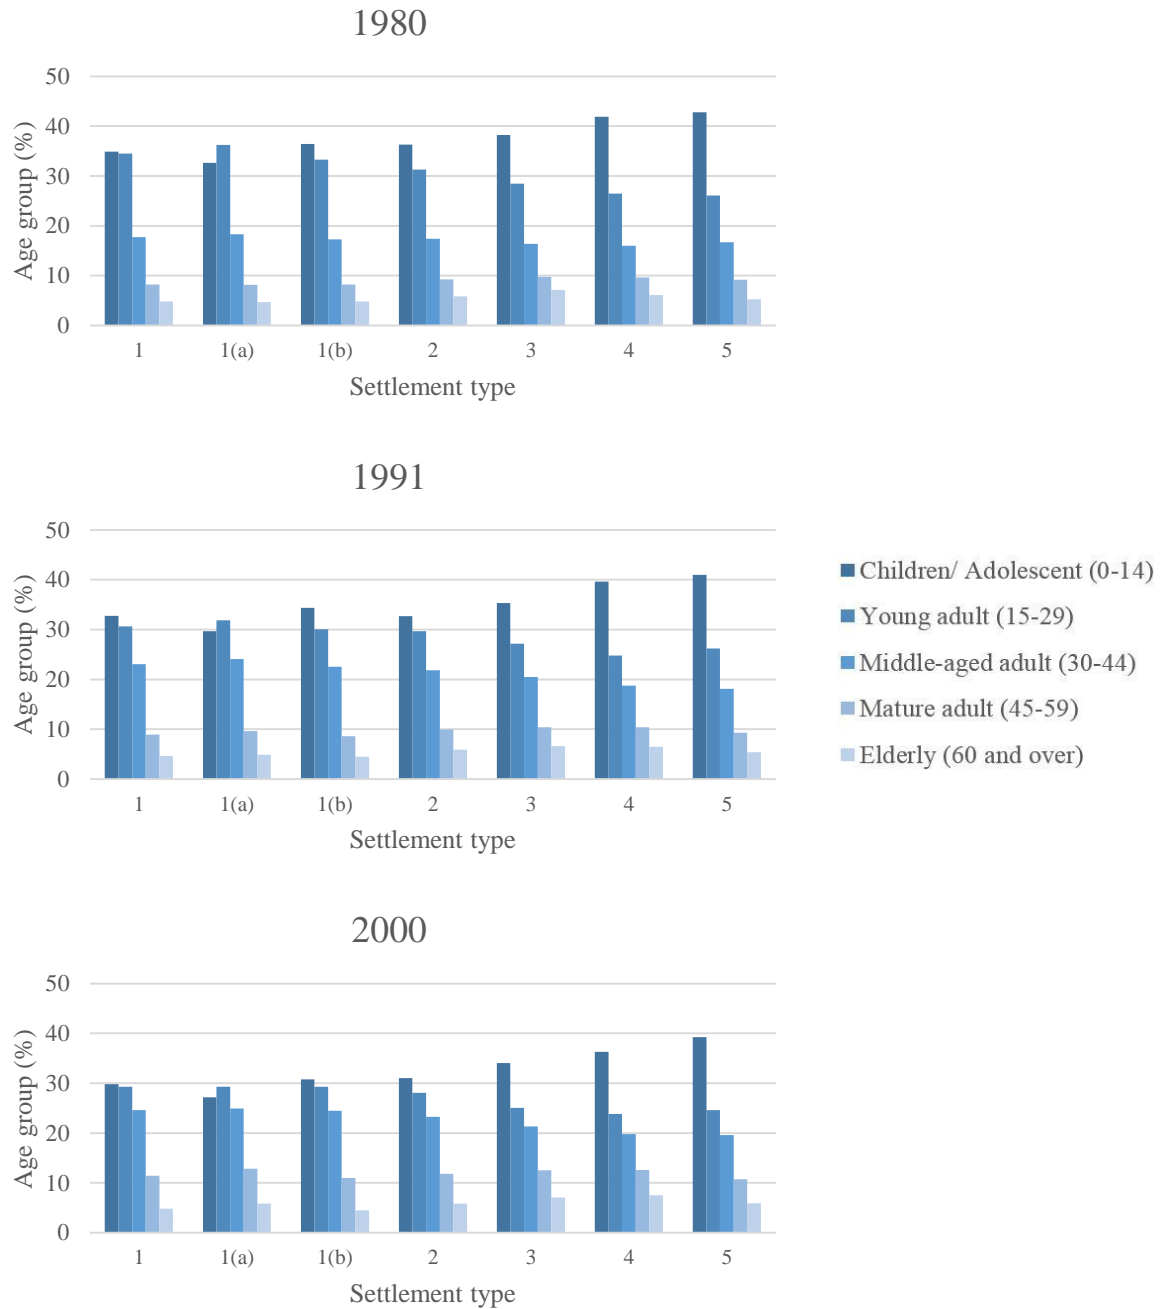 1980
50
40
30
20
10
0
Age group (%)
1 1(a) 1(b) 2 3 4 5
Settlement type
1991
50
40
30
20
10
0
Age group (%)
1 1(a) 1(b) 2 3 4 5
Settlement type
Children/ Adolescent (0-14)
Young adult (15-29)
Middle-aged adult (30-44)
Mature adult (45-59)
Elderly (60 and over)
2000
50
40
30
20
10
0
Age group (%)
1 1(a) 1(b) 2 3 4 5
Settlement type